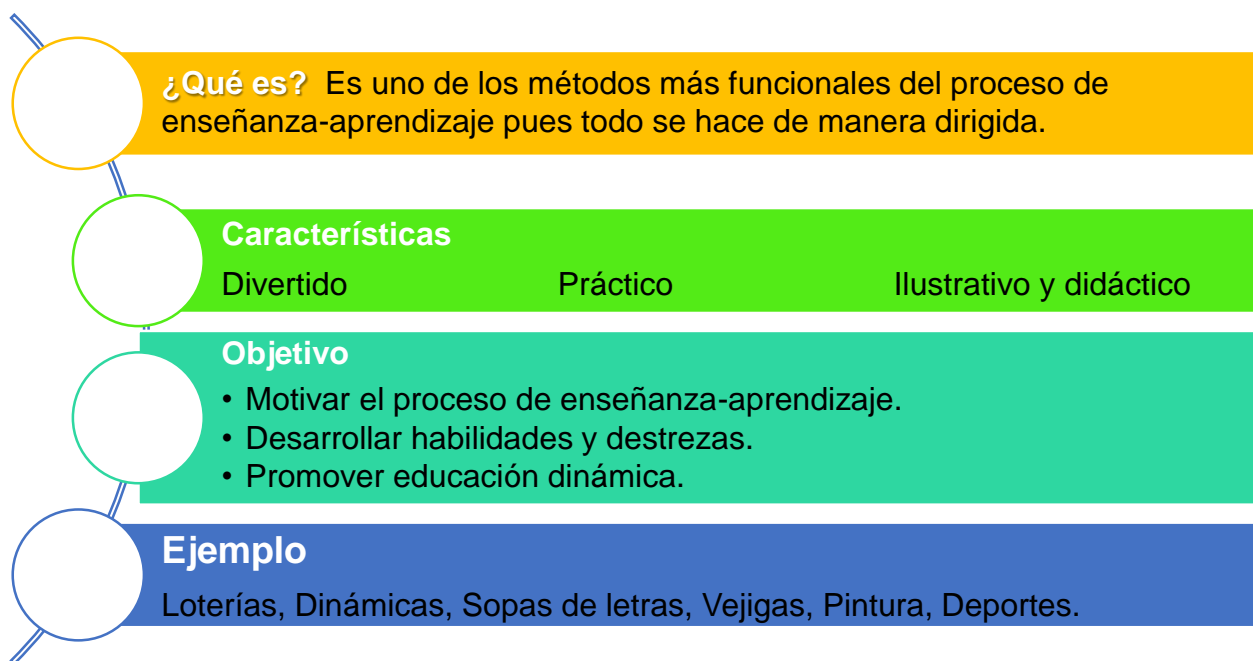 ¿Qué es? Es uno de los métodos más funcionales del proceso de
enseñanza-aprendizaje pues todo se hace de manera dirigida.
Características
Divertido Práctico Ilustrativo y didáctico
Objetivo
• Motivar el proceso de enseñanza-aprendizaje.
• Desarrollar habilidades y destrezas.
• Promover educación dinámica.
Ejemplo
Loterías, Dinámicas, Sopas de letras, Vejigas, Pintura, Deportes.